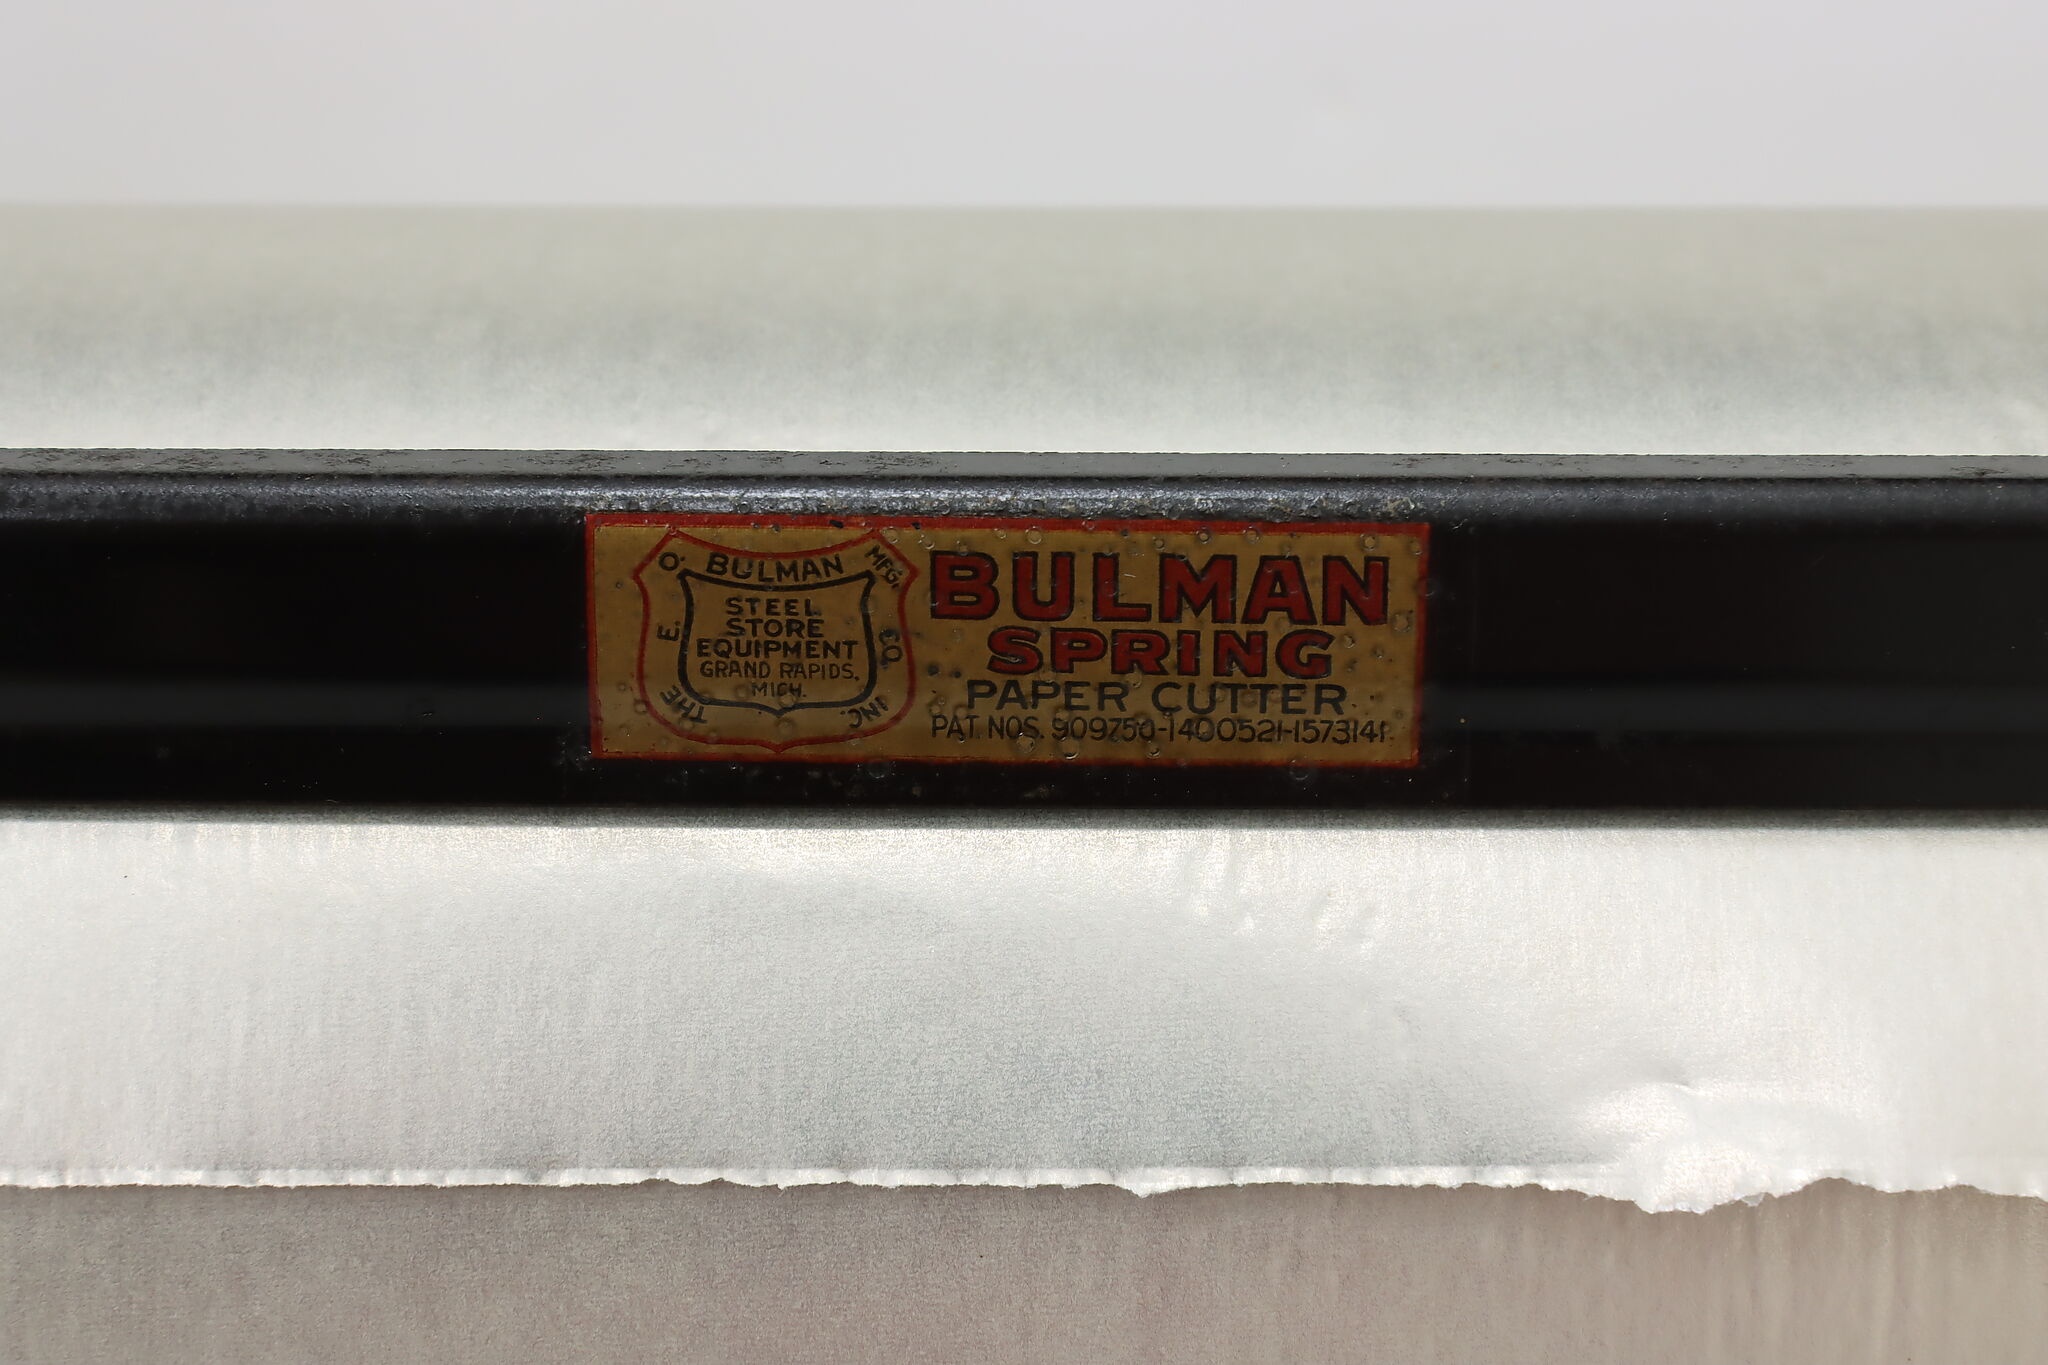 THE E. O. BULMAN MFG. CO. INC.
STEEL
STORE
EQUIPMENT
GRAND RAPIDS,
MICH.
BULMAN
SPRING
PAPER CUTTER
PAT. NOS. 909750-1400521-1573141